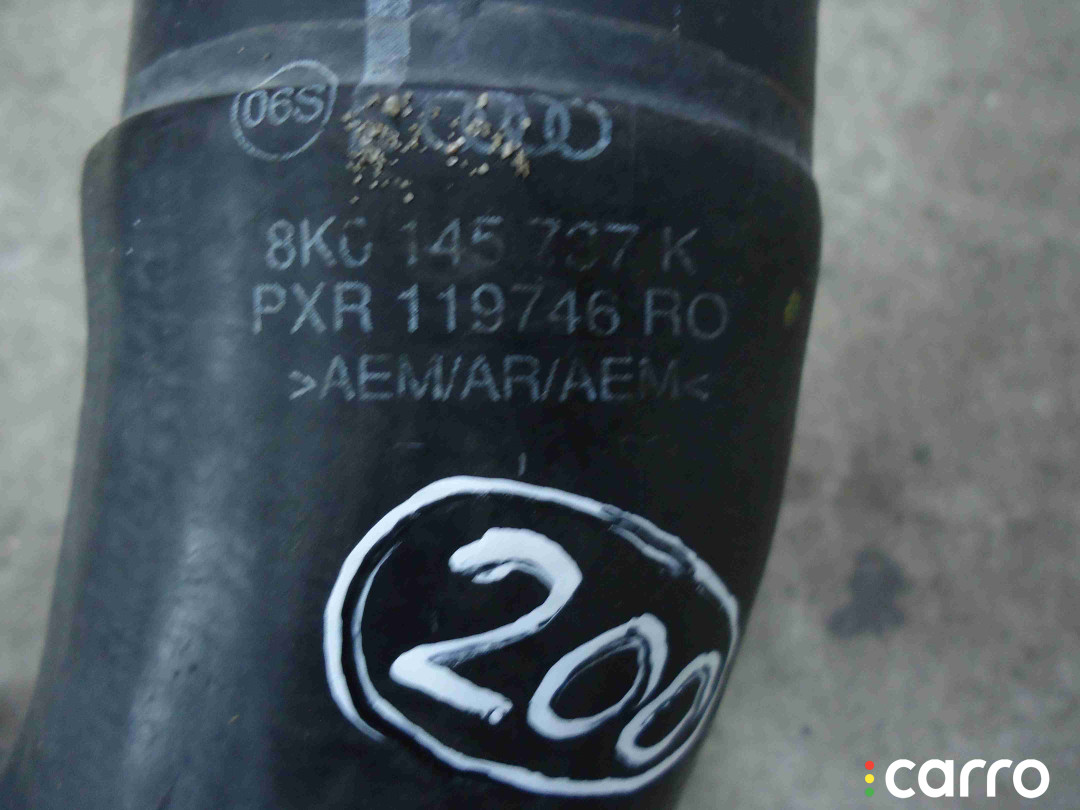 06S
8K0 145 737 K
PXR 119746 RO
>AEM/AR/AEM<
200
carro